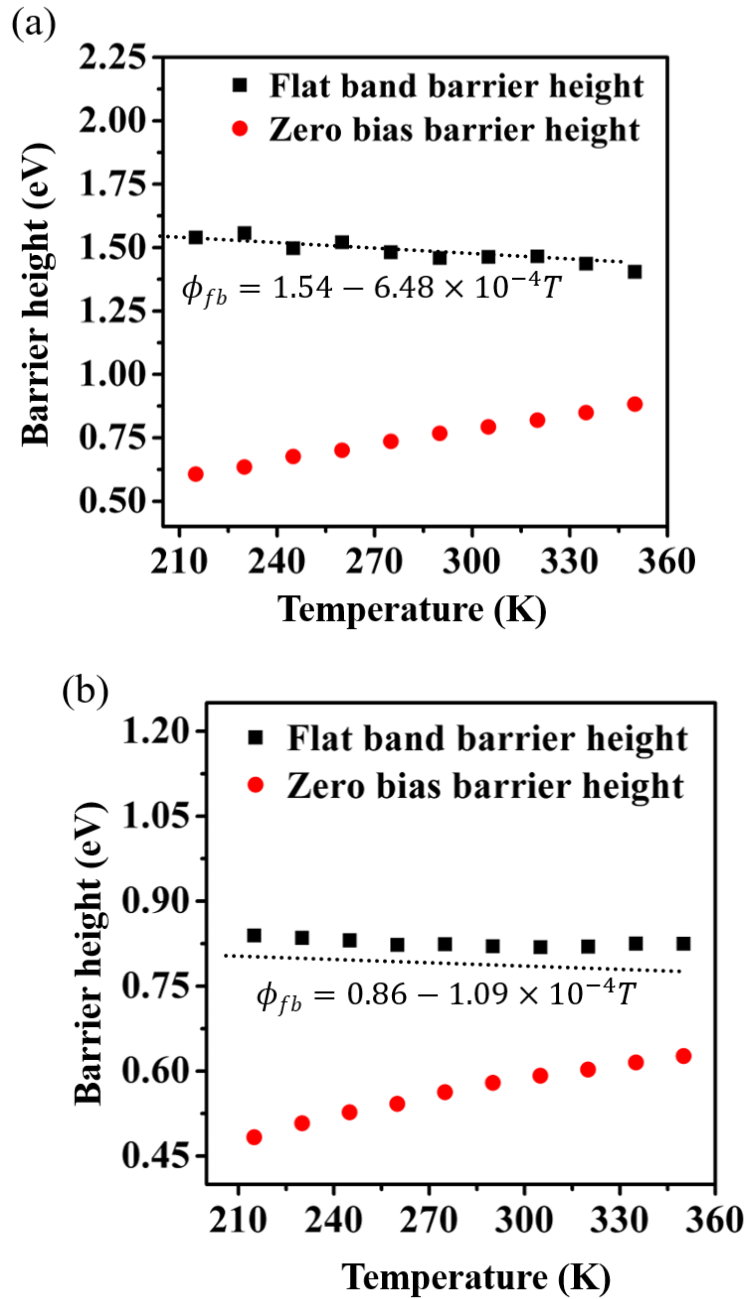 (a)
2.25
2.00
1.75
1.50
1.25
1.00
0.75
0.50
Barrier height (eV)
Flat band barrier height
Zero bias barrier height
𝜙𝑓𝑏 = 1.54 − 6.48 × 10⁻⁴𝑇
210 240 270 300 330 360
Temperature (K)
(b)
1.20
1.05
0.90
0.75
0.60
0.45
Barrier height (eV)
Flat band barrier height
Zero bias barrier height
𝜙𝑓𝑏 = 0.86 − 1.09 × 10⁻⁴𝑇
210 240 270 300 330 360
Temperature (K)